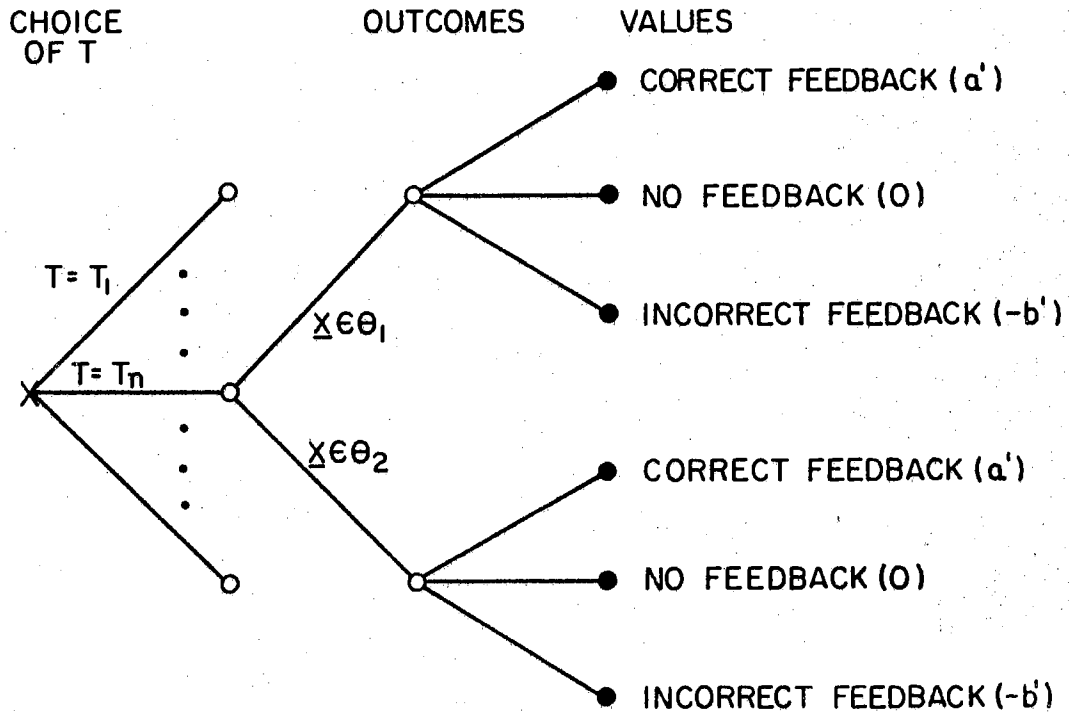 CHOICE OF T
OUTCOMES
VALUES
CORRECT FEEDBACK (a')
NO FEEDBACK (0)
T = T₁
INCORRECT FEEDBACK (-b')
X∈θ₁
T = Tn
X∈θ₂
CORRECT FEEDBACK (a')
NO FEEDBACK (0)
INCORRECT FEEDBACK (-b')